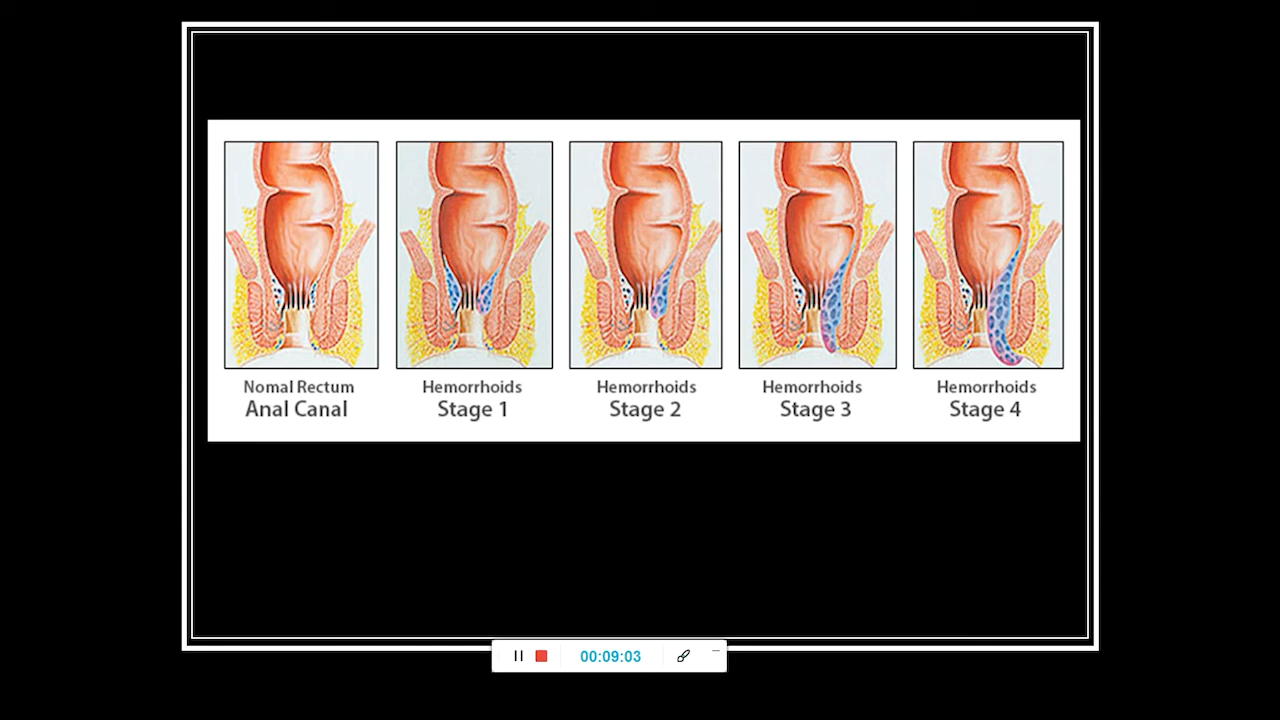 Nomal Rectum
Anal Canal
Hemorrhoids
Stage 1
Hemorrhoids
Stage 2
Hemorrhoids
Stage 3
Hemorrhoids
Stage 4
00:09:03